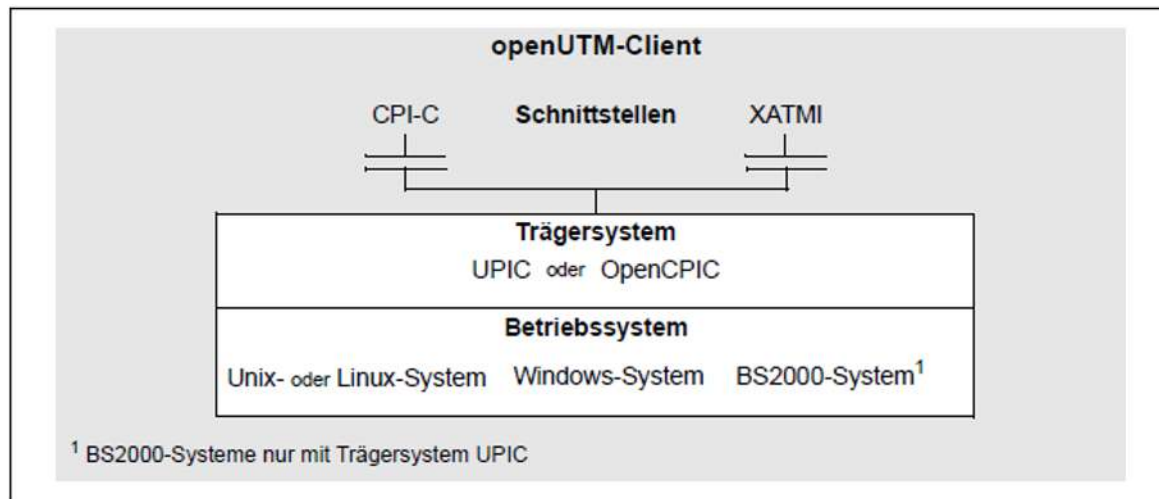 openUTM-Client
CPI-C Schnittstellen XATMI
Trägersystem
UPIC oder OpenCPIC
Betriebssystem
Unix- oder Linux-System Windows-System BS2000-System1
1 BS2000-Systeme nur mit Trägersystem UPIC